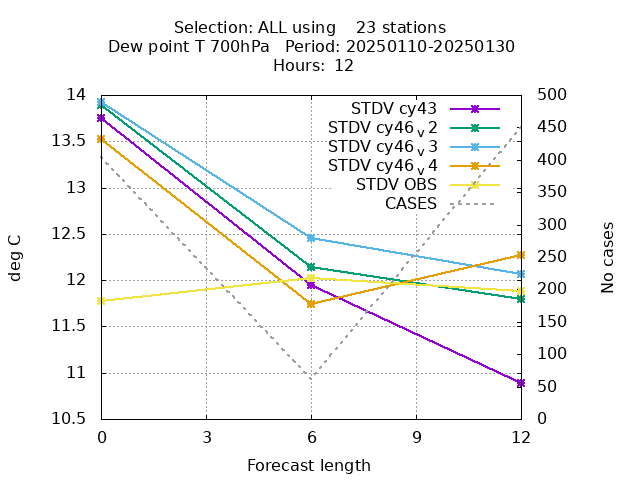 Selection: ALL using    23 stations
Dew point T 700hPa   Period: 20250110-20250130
Hours:  12
14
13.5
13
12.5
12
11.5
11
10.5
500
450
400
350
300
250
200
150
100
50
0
deg C
No cases
STDV cy43
STDV cy46_v2
STDV cy46_v3
STDV cy46_v4
STDV OBS
CASES
0
3
6
9
12
Forecast length